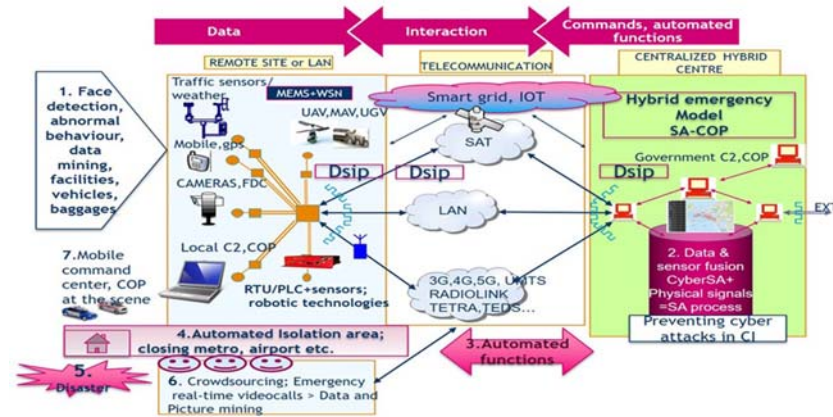 Data
Interaction
Commands, automated
functions
REMOTE SITE or LAN
TELECOMMUNICATION
CENTRALIZED HYBRID
CENTRE
1. Face
detection,
abnormal
behaviour,
data
mining,
facilities,
vehicles,
baggages
Traffic sensors/
weather
MEMS+WSN
UAV,MAV,UGV
Mobile,gps
CAMERAS,FDC
Local C2,COP
RTU/PLC+sensors;
robotic technologies
Dsip
Dsip
Smart grid, IOT
SAT
LAN
3G,4G,5G, UMTS
RADIOLINK
TETRA,TEDS...
Hybrid emergency
Model
SA-COP
Government C2,COP
Dsip
EXT
2. Data &
sensor fusion
CyberSA+
Physical signals
=SA process
Preventing cyber
attacks in CI
7.Mobile
command
center, COP
at the scene
4.Automated Isolation area;
closing metro, airport etc.
3.Automated
functions
5.
Disaster
6. Crowdsourcing; Emergency
real-time videocalls > Data and
Picture mining